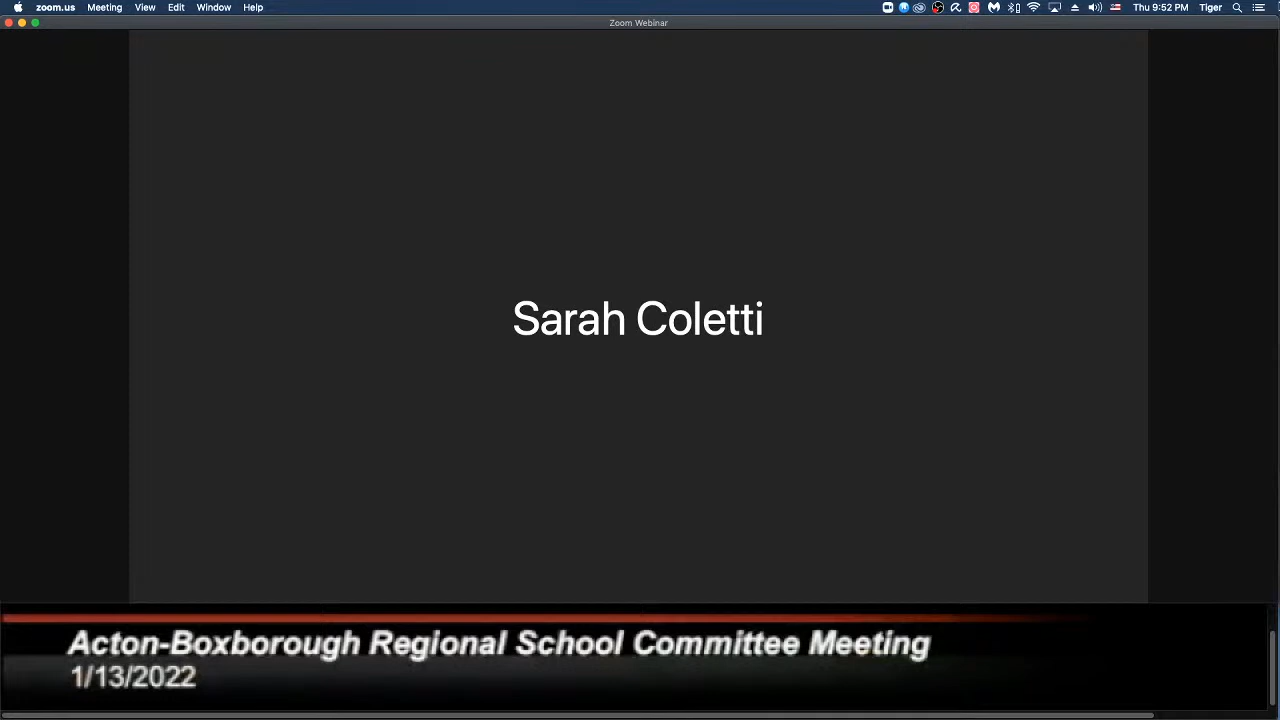 zoom.us Meeting View Edit Window Help Thu 9:52 PM Tiger
Zoom Webinar
Sarah Coletti
Acton-Boxborough Regional School Committee Meeting
1/13/2022